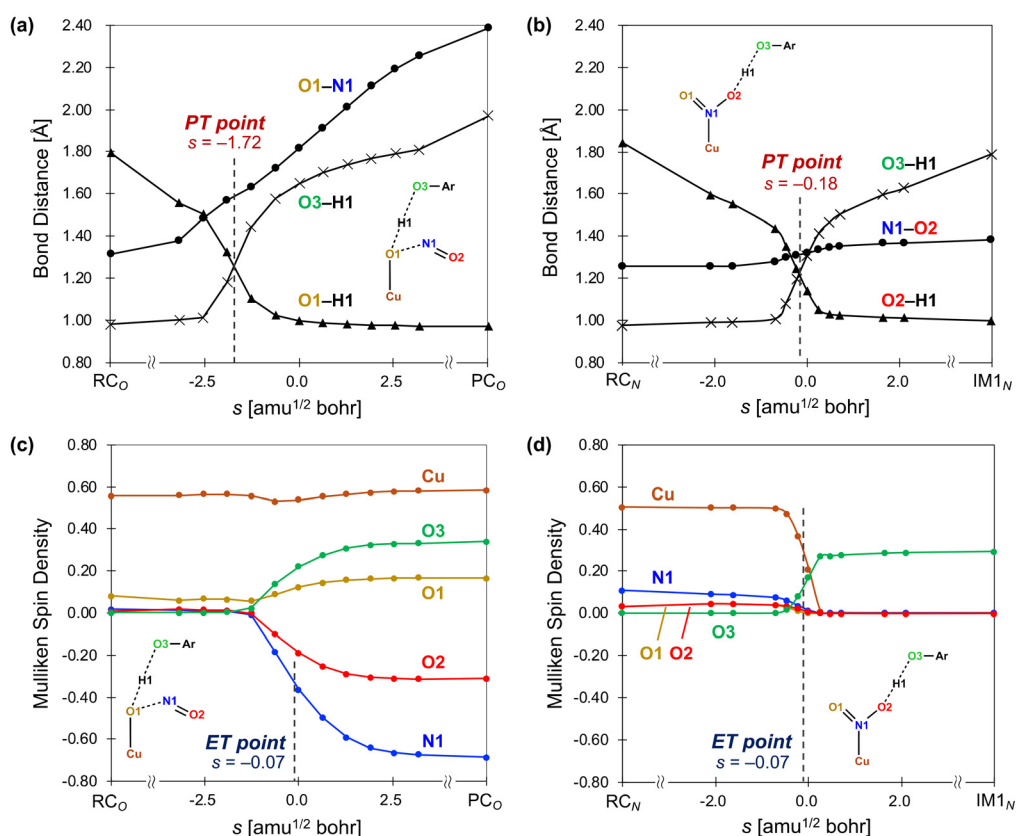 (a)
2.40
2.20
2.00
1.80
1.60
1.40
1.20
1.00
0.80
Bond Distance [Å]
O1–N1
PT point
s = –1.72
O3–H1
O3–Ar
H1
O1
N1
O2
Cu
O1–H1
RCO
-2.5
0.0
2.5
PCO
s [amu1/2 bohr]
(b)
2.40
2.20
2.00
1.80
1.60
1.40
1.20
1.00
0.80
Bond Distance [Å]
O3–Ar
H1
O1
O2
N1
Cu
PT point
s = –0.18
O3–H1
N1–O2
O2–H1
RCN
-2.0
0.0
2.0
IM1N
s [amu1/2 bohr]
(c)
0.80
0.60
0.40
0.20
0.00
-0.20
-0.40
-0.60
-0.80
Mulliken Spin Density
Cu
O3
O1
O2
N1
O3–Ar
H1
O1
N1
O2
Cu
ET point
s = –0.07
RCO
-2.5
0.0
2.5
PCO
s [amu1/2 bohr]
(d)
0.80
0.60
0.40
0.20
0.00
-0.20
-0.40
-0.60
-0.80
Mulliken Spin Density
Cu
N1
O3
O1 O2
O3–Ar
H1
O1
O2
N1
Cu
ET point
s = –0.07
RCN
-2.0
0.0
2.0
IM1N
s [amu1/2 bohr]